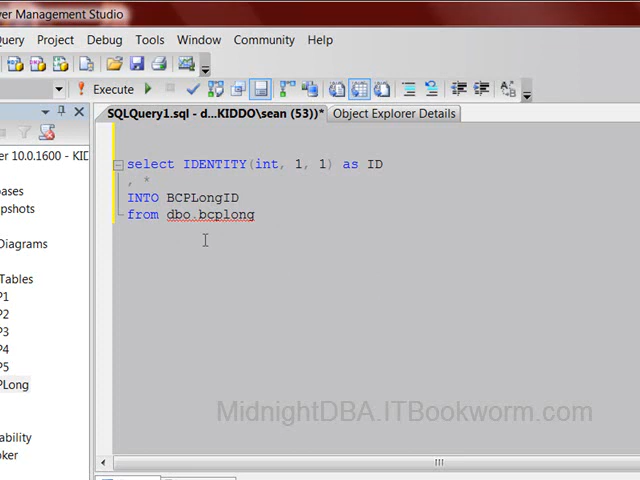 ver Management Studio
Query Project Debug Tools Window Community Help
Execute
SQLQuery1.sql - d...KIDDO\sean (53))* Object Explorer Details
select IDENTITY(int, 1, 1) as ID
, *
INTO BCPLongID
from dbo.bcplong
er 10.0.1600 - KID
bases
apshots
Diagrams
Tables
P1
P2
P3
P4
P5
PLong
ability
oker
MidnightDBA.ITBookworm.com